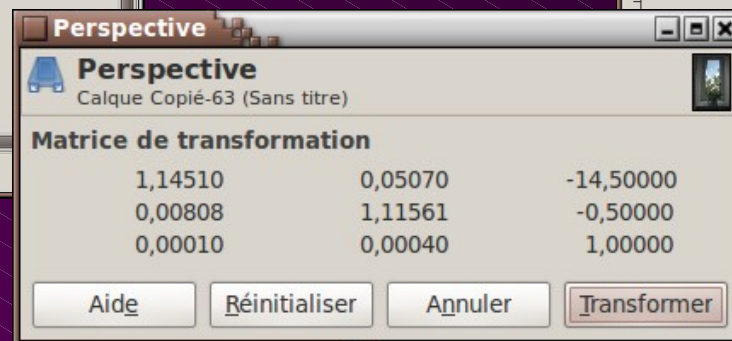 Perspective
Perspective
Calque Copié-63 (Sans titre)
Matrice de transformation
1,14510 0,05070 -14,50000
0,00808 1,11561 -0,50000
0,00010 0,00040 1,00000
Aide Réinitialiser Annuler Transformer